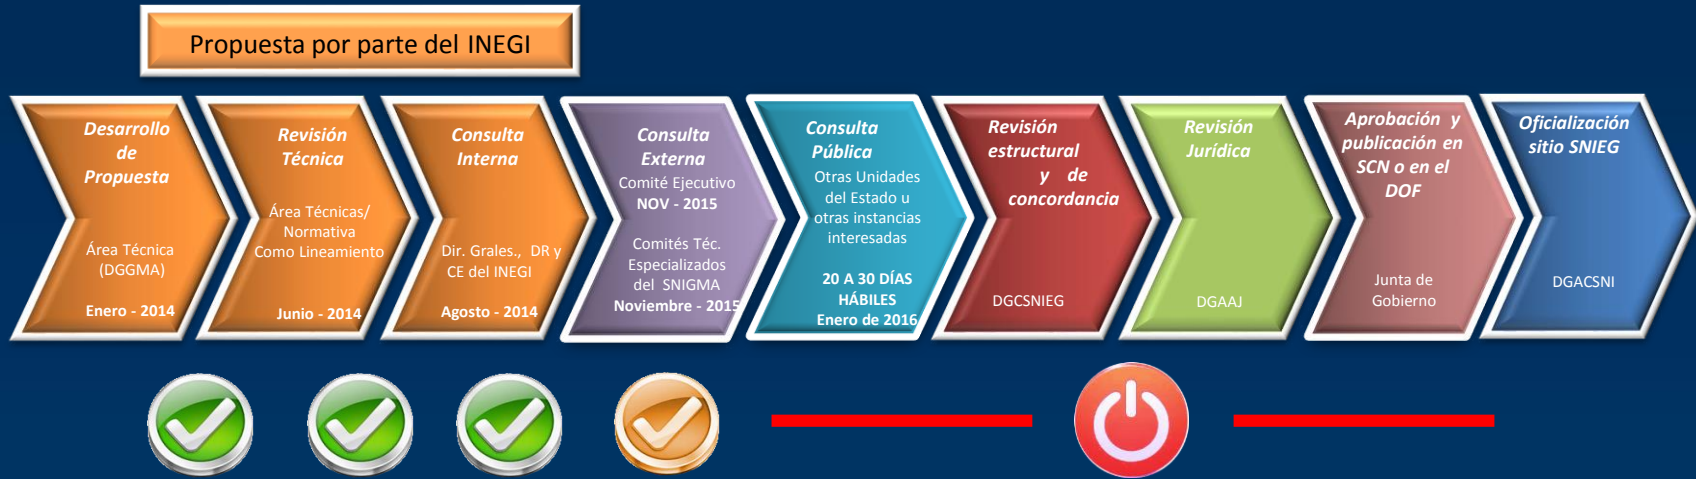 Propuesta por parte del INEGI
Desarrollo
de
Propuesta
Área Técnica
(DGGMA)
Enero - 2014
Revisión
Técnica
Área Técnicas/
Normativa
Como Lineamiento
Junio - 2014
Consulta
Interna
Dir. Grales., DR y
CE del INEGI
Agosto - 2014
Consulta
Externa
Comité Ejecutivo
NOV - 2015
Comités Téc.
Especializados
del SNIGMA
Noviembre - 2015
Consulta
Pública
Otras Unidades
del Estado u
otras instancias
interesadas
20 A 30 DÍAS
HÁBILES
Enero de 2016
Revisión
estructural
y de
concordancia
DGCSNIEG
Revisión
Jurídica
DGAAJ
Aprobación y
publicación en
SCN o en el
DOF
Junta de
Gobierno
Oficialización
sitio SNIEG
DGACSNI